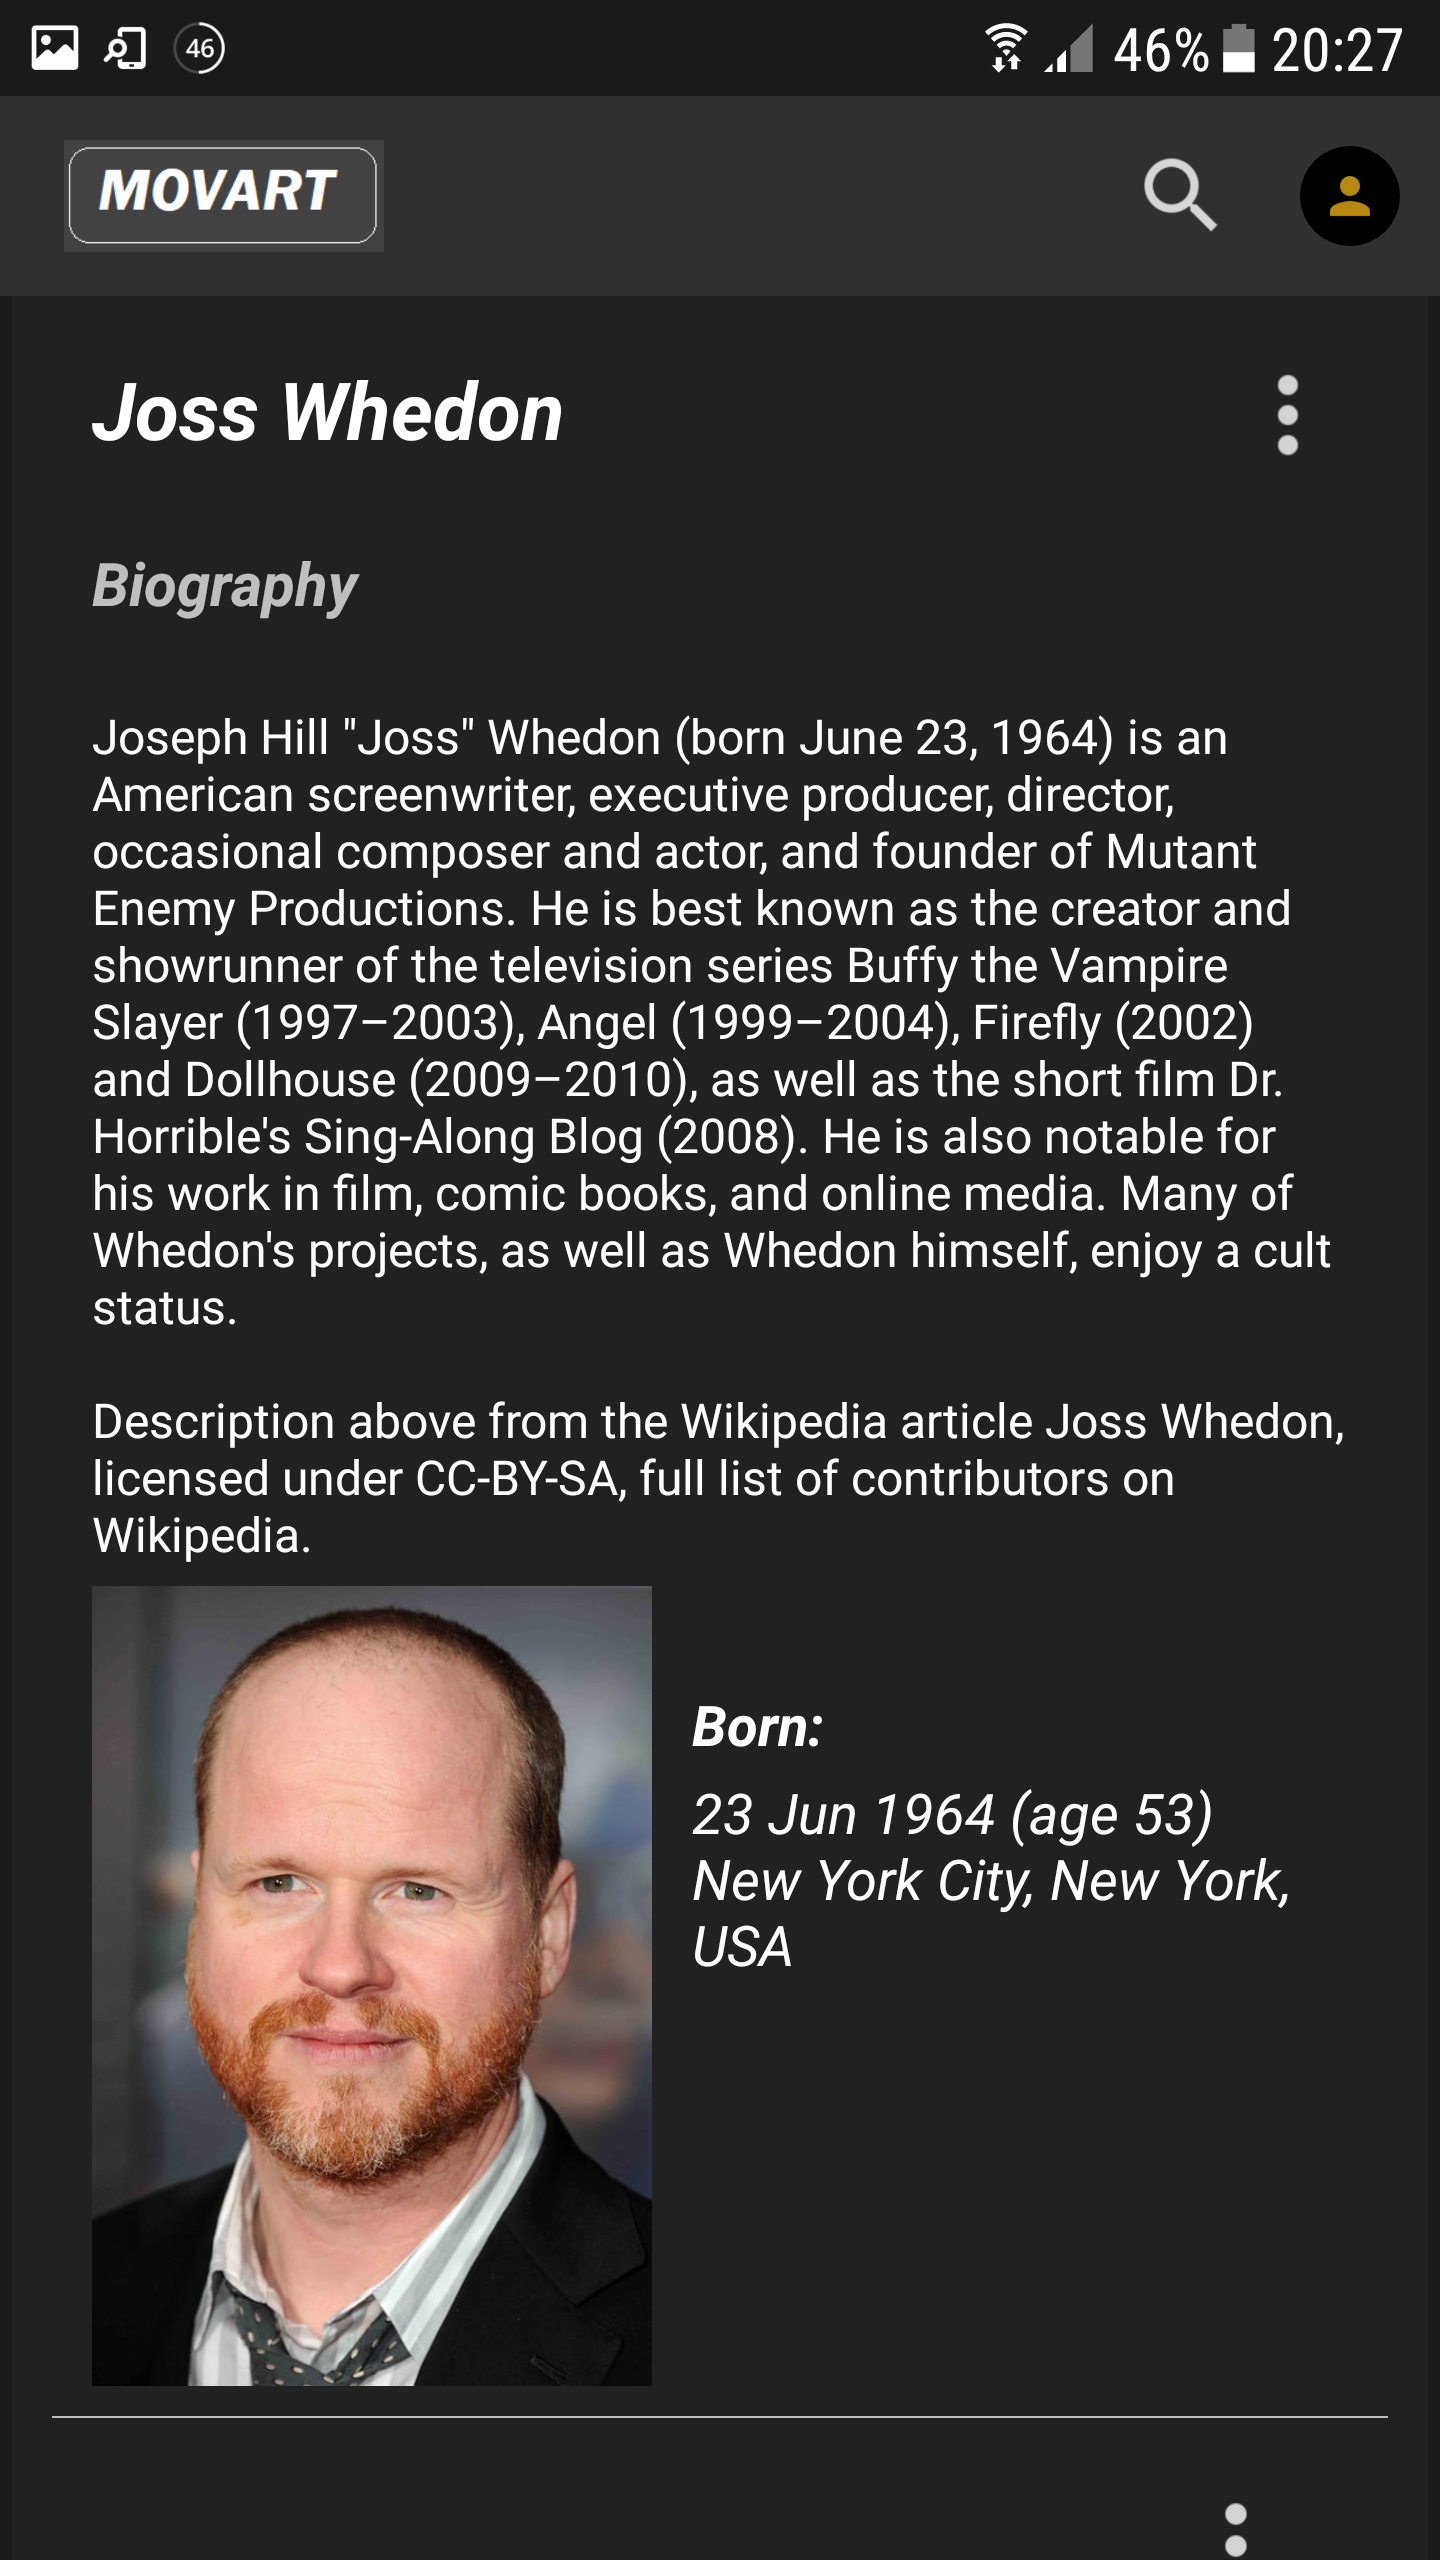 46
46%
20:27
MOVART
Joss Whedon
Biography
Joseph Hill "Joss" Whedon (born June 23, 1964) is an
American screenwriter, executive producer, director,
occasional composer and actor, and founder of Mutant
Enemy Productions. He is best known as the creator and
showrunner of the television series Buffy the Vampire
Slayer (1997–2003), Angel (1999–2004), Firefly (2002)
and Dollhouse (2009–2010), as well as the short film Dr.
Horrible's Sing-Along Blog (2008). He is also notable for
his work in film, comic books, and online media. Many of
Whedon's projects, as well as Whedon himself, enjoy a cult
status.
Description above from the Wikipedia article Joss Whedon,
licensed under CC-BY-SA, full list of contributors on
Wikipedia.
Born:
23 Jun 1964 (age 53)
New York City, New York,
USA